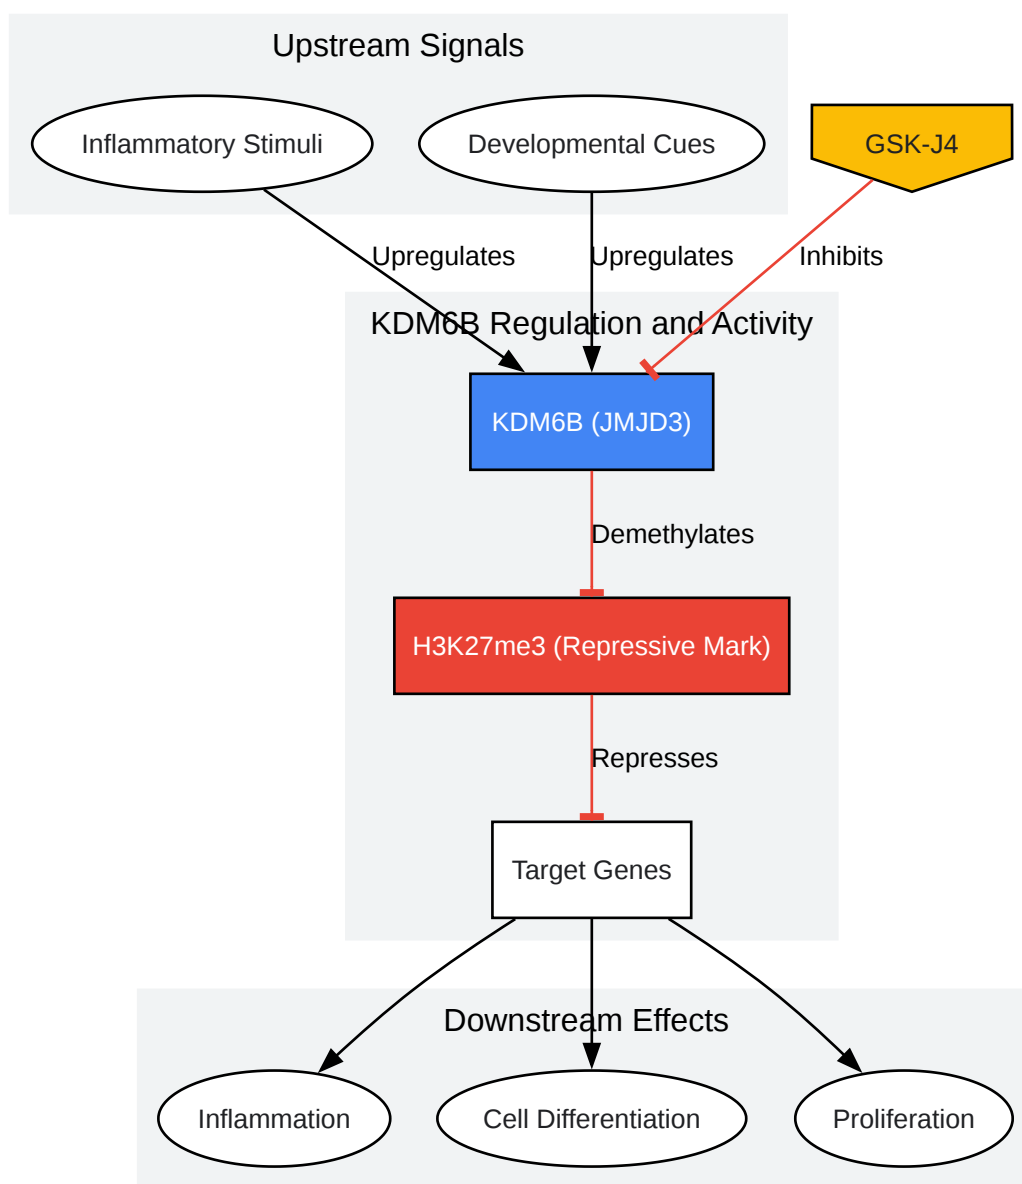 Upstream Signals
Inflammatory Stimuli
Developmental Cues
GSK-J4
Upregulates
Upregulates
Inhibits
KDM6B Regulation and Activity
KDM6B (JMJD3)
Demethylates
H3K27me3 (Repressive Mark)
Represses
Target Genes
Downstream Effects
Inflammation
Cell Differentiation
Proliferation